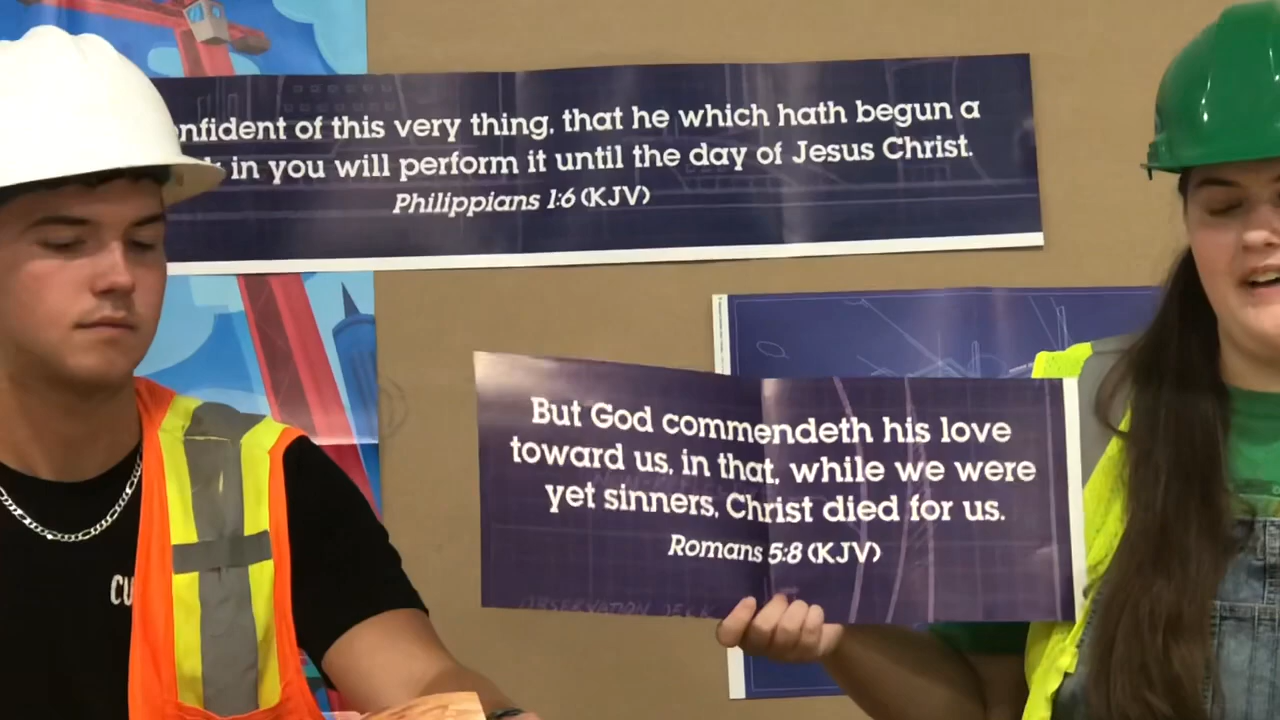 nfident of this very thing, that he which hath begun a
in you will perform it until the day of Jesus Christ.
Philippians 1:6 (KJV)
But God commendeth his love
toward us, in that, while we were
yet sinners, Christ died for us.
Romans 5:8 (KJV)
OBSERVATION DECK
CU